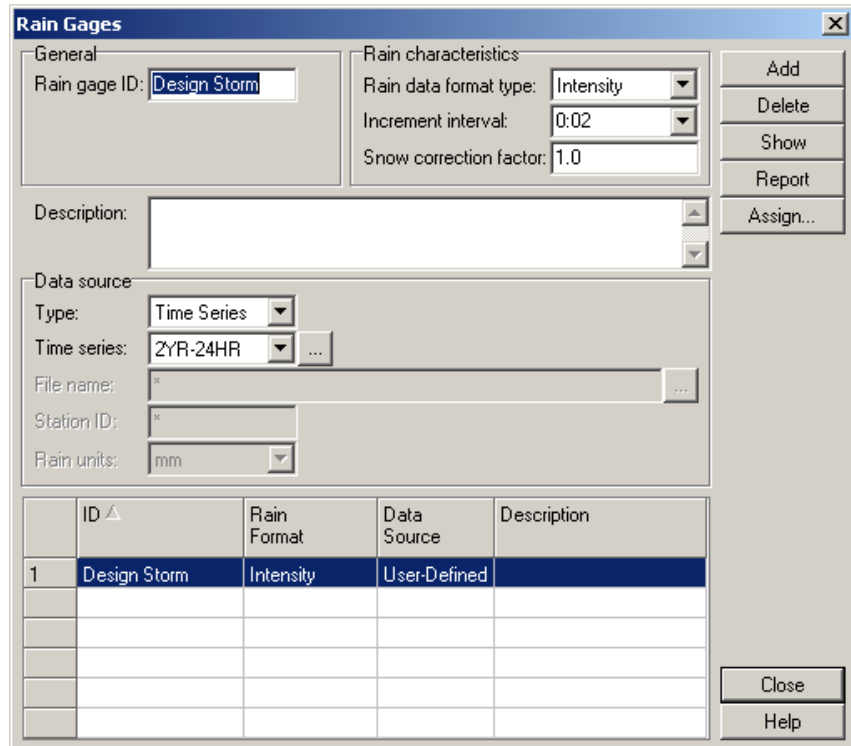 Rain Gages
General
Rain gage ID: Design Storm
Rain characteristics
Rain data format type: Intensity
Increment interval: 0:02
Snow correction factor: 1.0
Add
Delete
Show
Report
Assign...
Description:
Data source
Type: Time Series
Time series: 2YR-24HR ...
File name: * ...
Station ID: *
Rain units: mm
ID Rain Format Data Source Description
1 Design Storm Intensity User-Defined
Close
Help